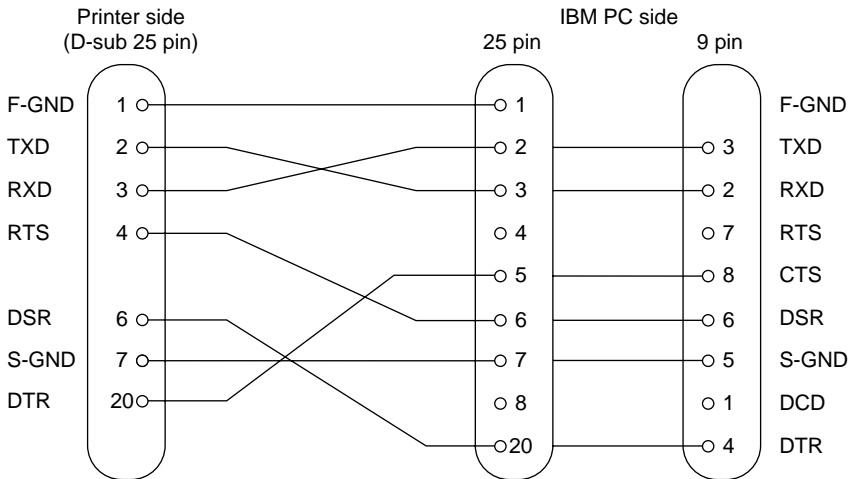 Printer side
(D-sub 25 pin)
IBM PC side
25 pin 9 pin
F-GND 1 1 F-GND
TXD 2 2 3 TXD
RXD 3 3 2 RXD
RTS 4 4 7 RTS
5 8 CTS
DSR 6 6 6 DSR
S-GND 7 7 5 S-GND
DTR 20 8 1 DCD
20 4 DTR